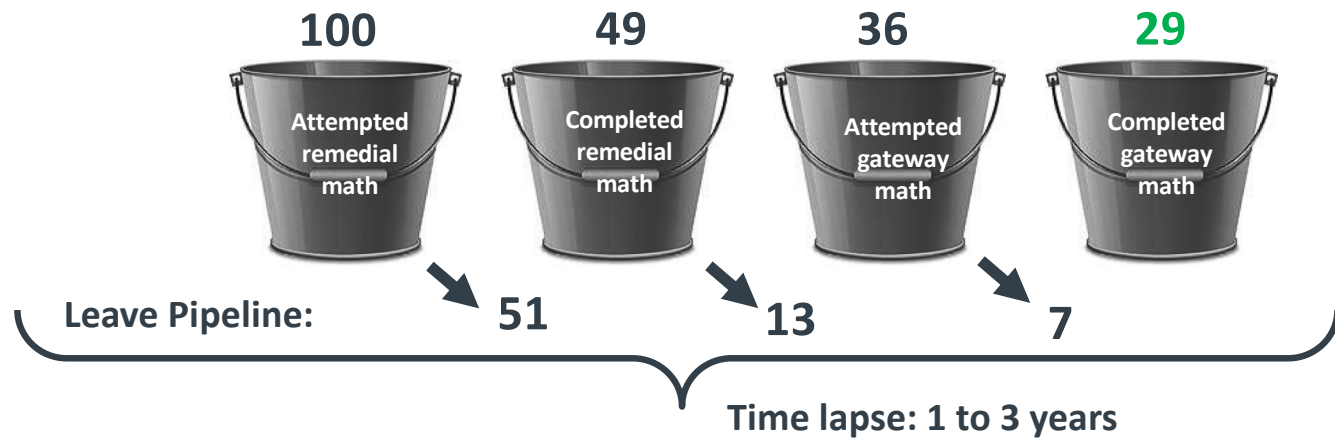 100 49 36 29
Attempted
remedial
math
Completed
remedial
math
Attempted
gateway
math
Completed
gateway
math
Leave Pipeline: 51 13 7
Time lapse: 1 to 3 years